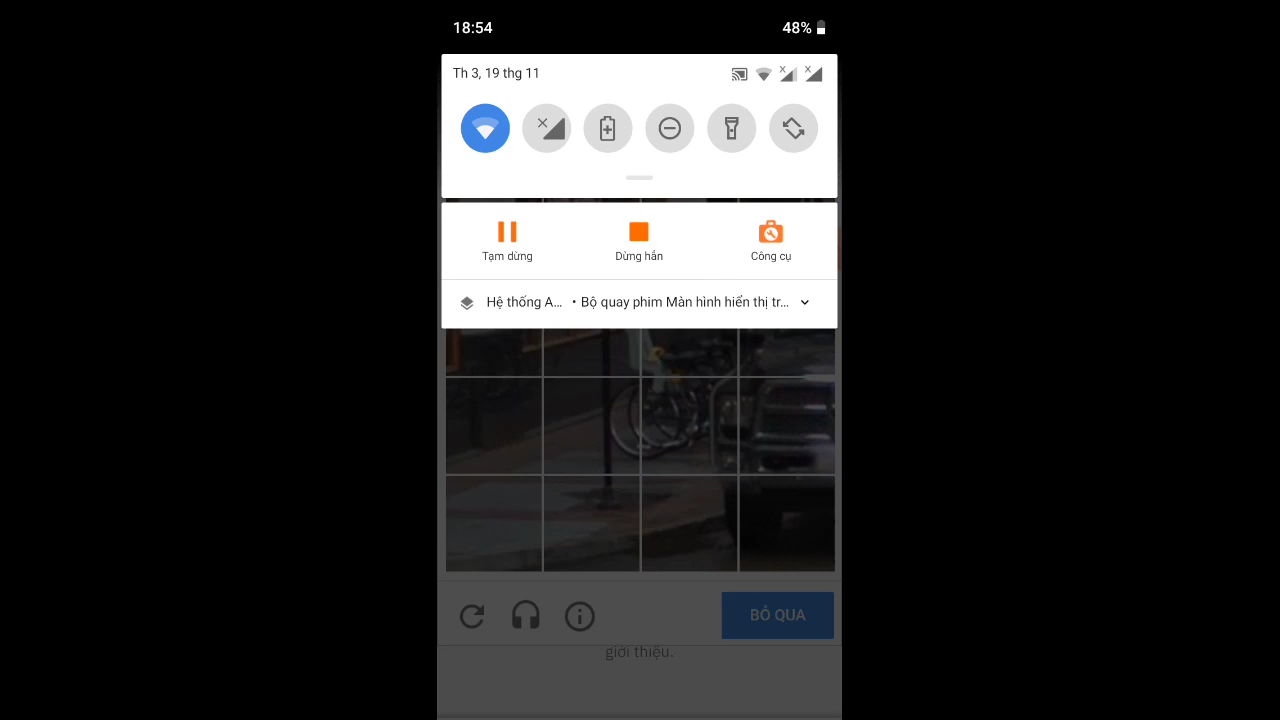 18:54
48%
Th 3, 19 thg 11
Tạm dừng
Dừng hẳn
Công cụ
Hệ thống A... • Bộ quay phim Màn hình hiển thị tr...
BỎ QUA
giới thiệu.